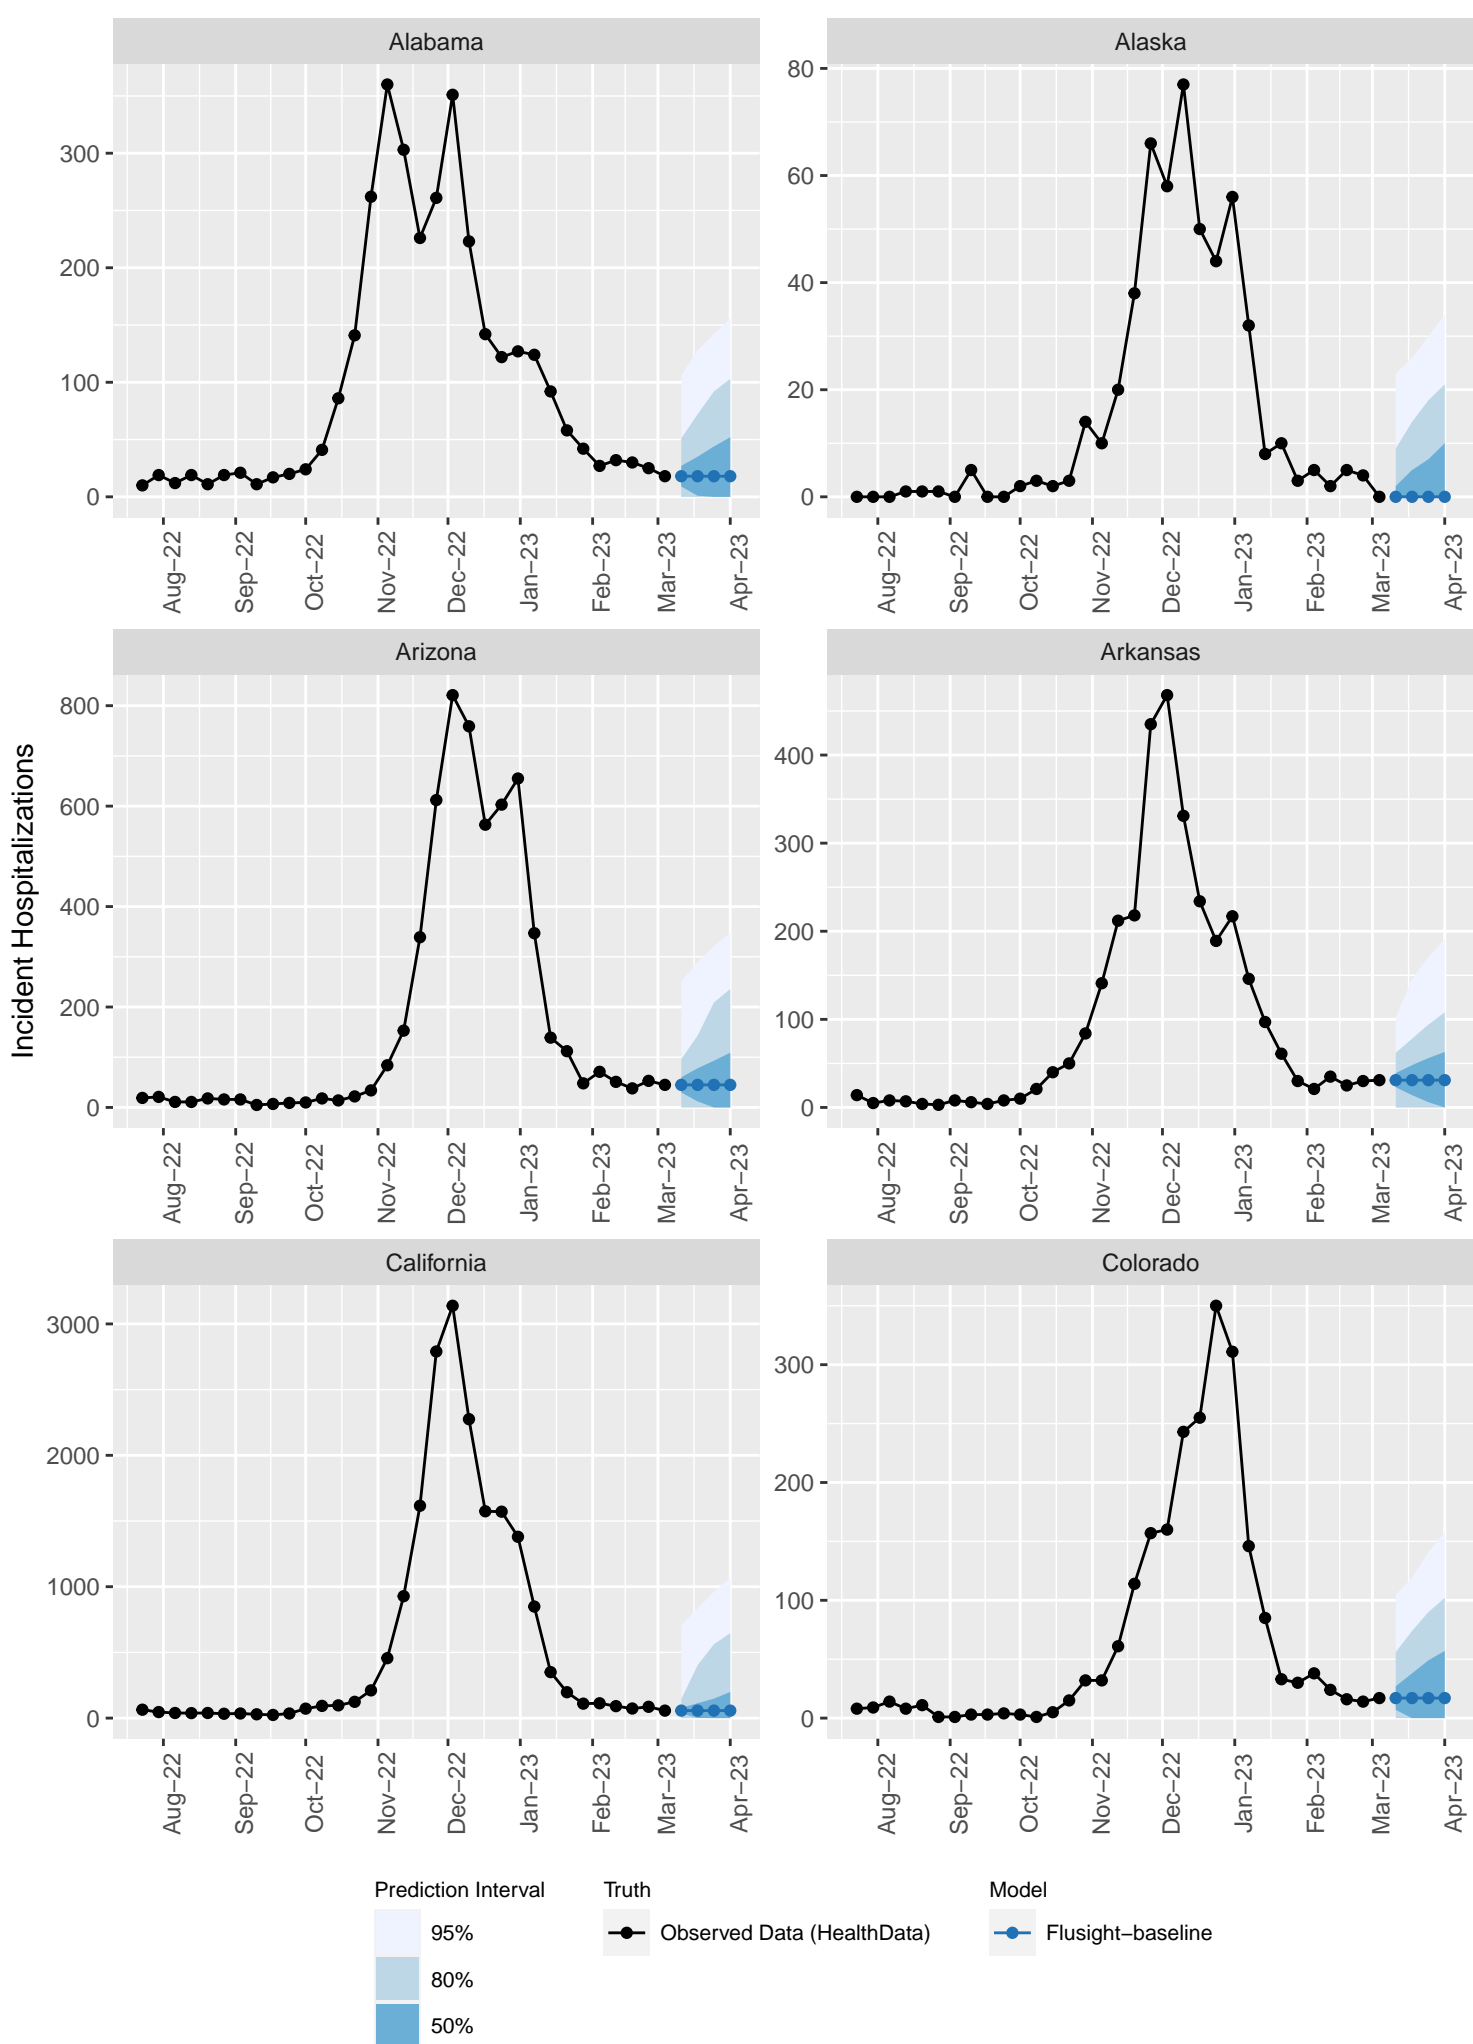 Alabama
Alaska
300
200
100
0
80
60
40
20
0
Aug−22
Sep−22
Oct−22
Nov−22
Dec−22
Jan−23
Feb−23
Mar−23
Apr−23
Aug−22
Sep−22
Oct−22
Nov−22
Dec−22
Jan−23
Feb−23
Mar−23
Apr−23
Incident Hospitalizations
Arizona
Arkansas
800
600
400
200
0
400
300
200
100
0
Aug−22
Sep−22
Oct−22
Nov−22
Dec−22
Jan−23
Feb−23
Mar−23
Apr−23
Aug−22
Sep−22
Oct−22
Nov−22
Dec−22
Jan−23
Feb−23
Mar−23
Apr−23
California
Colorado
3000
2000
1000
0
300
200
100
0
Aug−22
Sep−22
Oct−22
Nov−22
Dec−22
Jan−23
Feb−23
Mar−23
Apr−23
Aug−22
Sep−22
Oct−22
Nov−22
Dec−22
Jan−23
Feb−23
Mar−23
Apr−23
Prediction Interval
95%
80%
50%
Truth
Observed Data (HealthData)
Model
Flusight−baseline